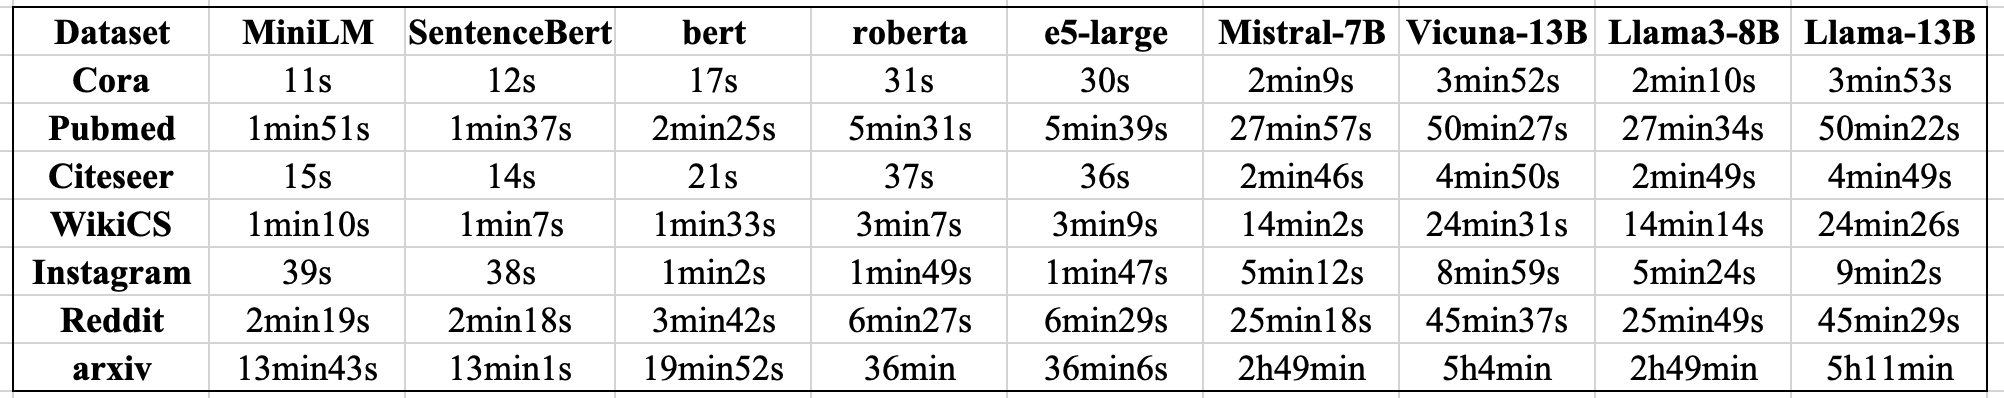 Dataset MiniLM SentenceBert bert roberta e5-large Mistral-7B Vicuna-13B Llama3-8B Llama-13B
Cora 11s 12s 17s 31s 30s 2min9s 3min52s 2min10s 3min53s
Pubmed 1min51s 1min37s 2min25s 5min31s 5min39s 27min57s 50min27s 27min34s 50min22s
Citeseer 15s 14s 21s 37s 36s 2min46s 4min50s 2min49s 4min49s
WikiCS 1min10s 1min7s 1min33s 3min7s 3min9s 14min2s 24min31s 14min14s 24min26s
Instagram 39s 38s 1min2s 1min49s 1min47s 5min12s 8min59s 5min24s 9min2s
Reddit 2min19s 2min18s 3min42s 6min27s 6min29s 25min18s 45min37s 25min49s 45min29s
arxiv 13min43s 13min1s 19min52s 36min 36min6s 2h49min 5h4min 2h49min 5h11min